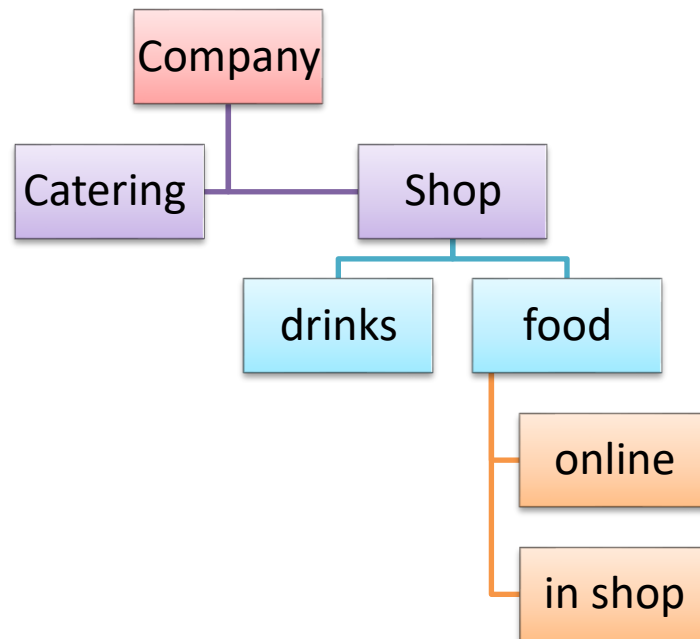 Company
Catering
Shop
drinks
food
online
in shop